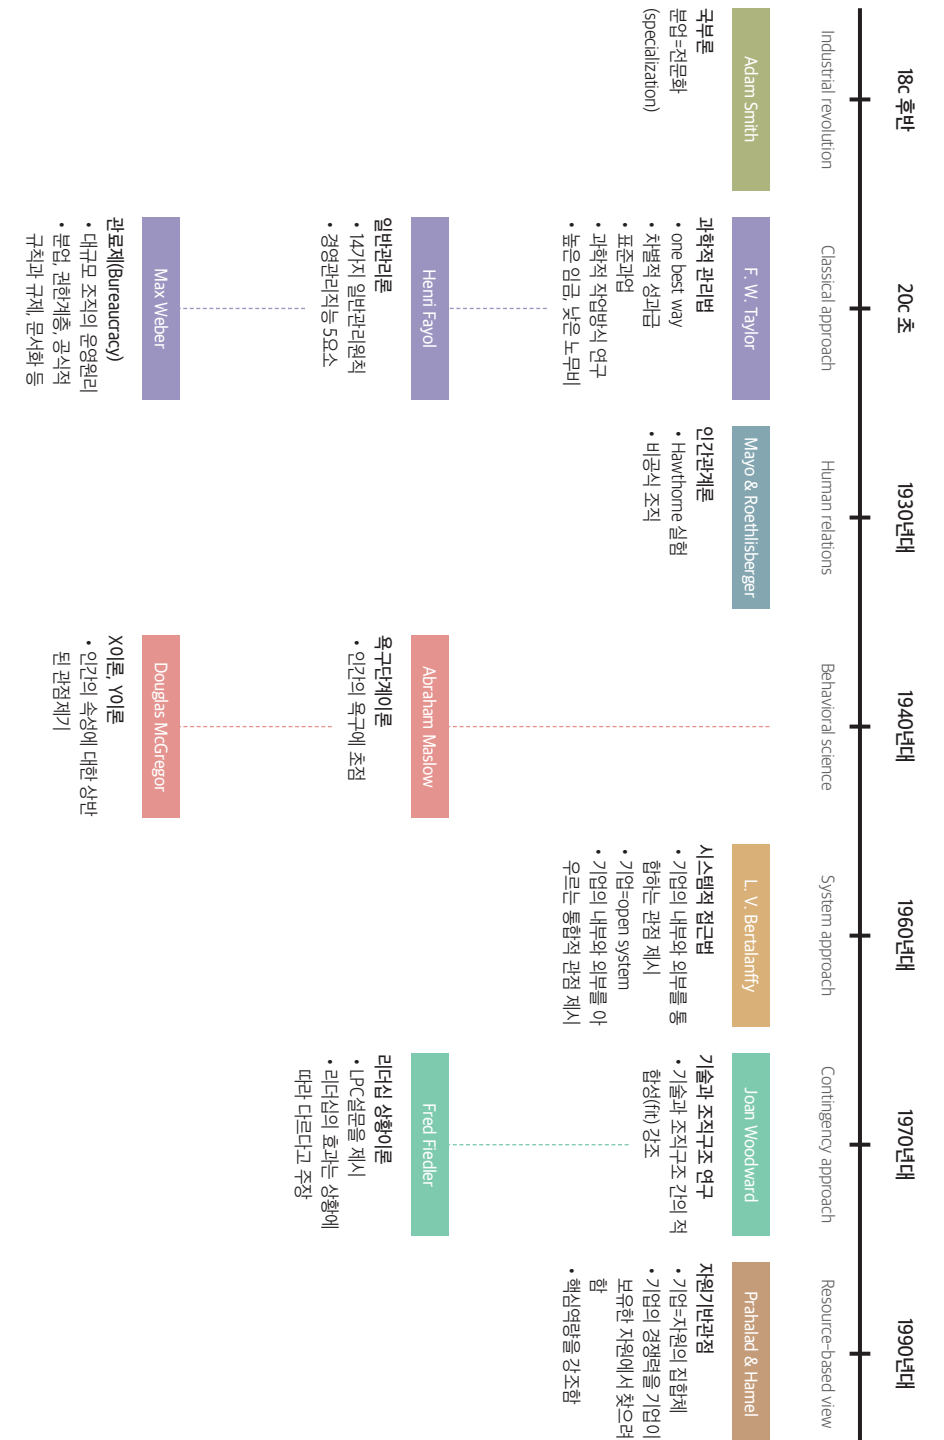 18c 후반
Industrial revolution
Adam Smith
국부론
분업=전문화
(specialization)
20c 초
Classical approach
F. W. Taylor
과학적 관리법
• one best way
• 차별적 성과급
• 표준과업
• 과학적 작업방식 연구
• 높은 임금, 낮은 노무비
Henri Fayol
일반관리론
• 14가지 일반관리원칙
• 경영관리직능 5요소
Max Weber
관료제(Bureaucracy)
• 대규모 조직의 운영원리
• 분업, 권한계층, 공식적
규칙과 규제, 문서화 등
1930년대
Human relations
Mayo & Roethlisberger
인간관계론
• Hawthorne 실험
• 비공식 조직
1940년대
Behavioral science
Abraham Maslow
욕구단계이론
• 인간의 욕구에 초점
Douglas McGregor
X이론, Y이론
• 인간의 속성에 대한 상반
된 관점제기
1960년대
System approach
L. V. Bertalanffy
시스템적 접근법
• 기업의 내부와 외부를 통
합하는 관점 제시
• 기업=open system
• 기업의 내부와 외부를 아
우르는 통합적 관점 제시
1970년대
Contingency approach
Joan Woodward
기술과 조직구조 연구
• 기술과 조직구조 간의 적
합성(fit) 강조
Fred Fiedler
리더십 상황이론
• LPC설문을 제시
• 리더십의 효과는 상황에
따라 다르다고 주장
1990년대
Resource-based view
Prahalad & Hamel
자원기반관점
• 기업=자원의 집합체
• 기업의 경쟁력을 기업이
보유한 자원에서 찾으려
함
• 핵심역량을 강조함